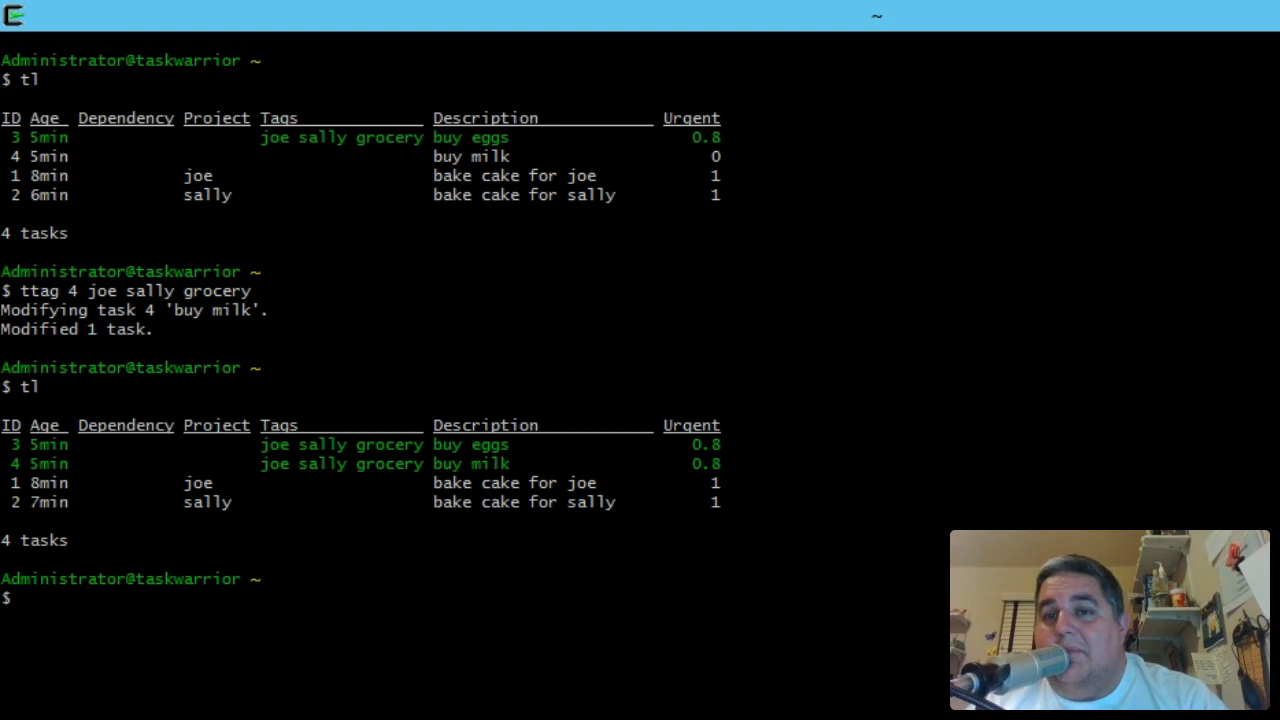 ~
Administrator@taskwarrior ~
$ tl
ID Age Dependency Project Tags Description Urgent
3 5min joe sally grocery buy eggs 0.8
4 5min buy milk 0
1 8min joe bake cake for joe 1
2 6min sally bake cake for sally 1
4 tasks
Administrator@taskwarrior ~
$ ttag 4 joe sally grocery
Modifying task 4 'buy milk'.
Modified 1 task.
Administrator@taskwarrior ~
$ tl
ID Age Dependency Project Tags Description Urgent
3 5min joe sally grocery buy eggs 0.8
4 5min joe sally grocery buy milk 0.8
1 8min joe bake cake for joe 1
2 7min sally bake cake for sally 1
4 tasks
Administrator@taskwarrior ~
$